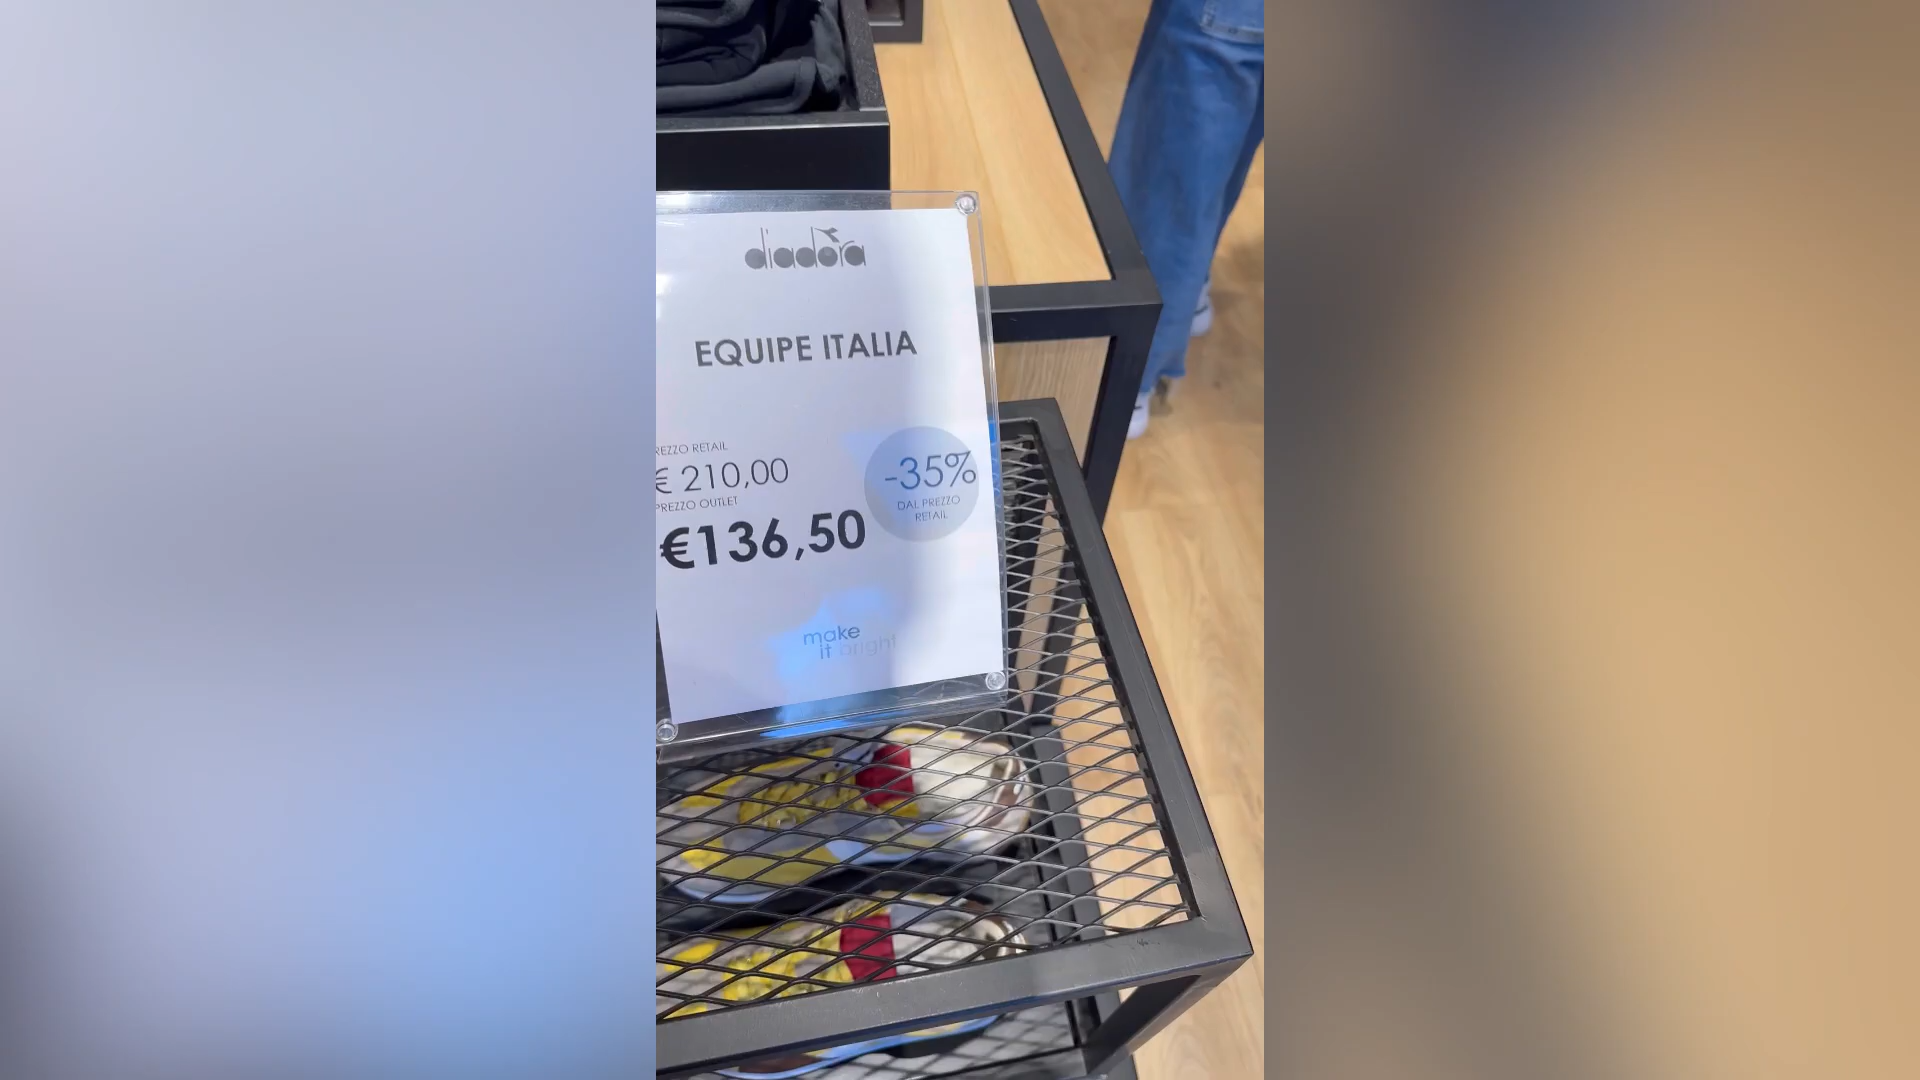 diadora
EQUIPE ITALIA
REZZO RETAIL
€ 210,00
PREZZO OUTLET
€136,50
-35%
DAL PREZZO
RETAIL
make
it bright